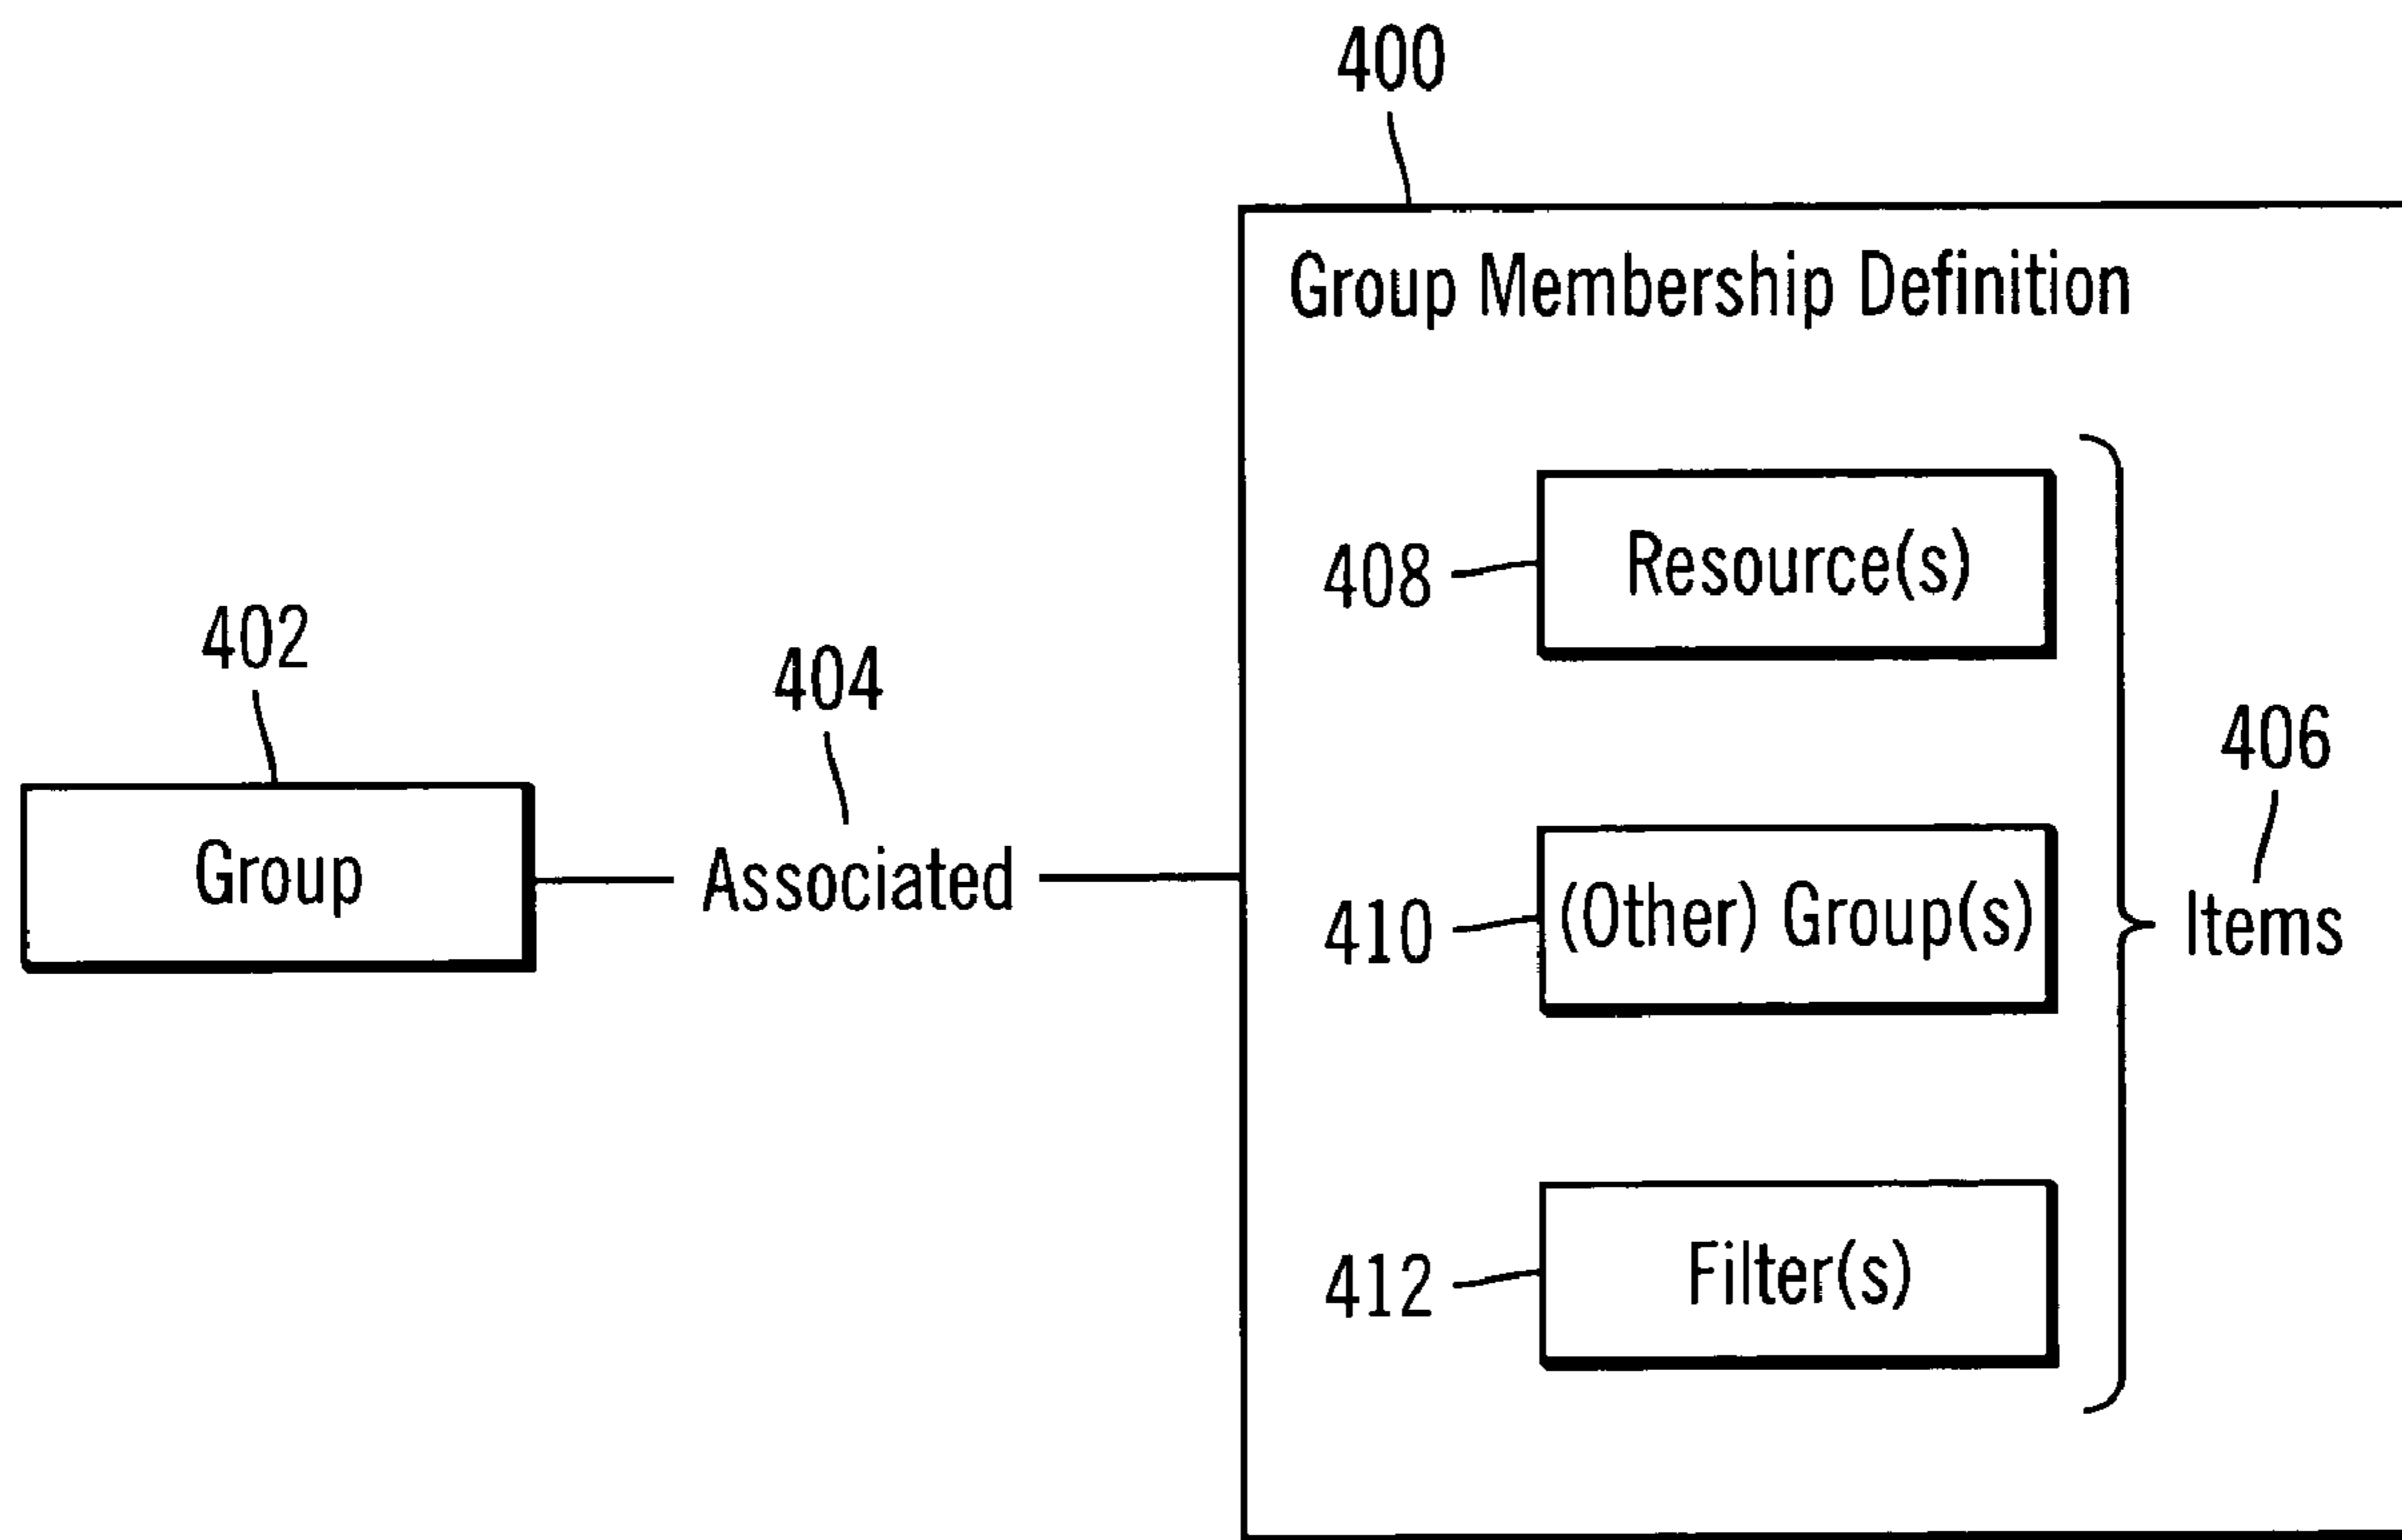 400
Group Membership Definition
408
Resource(s)
402
404
406
Group
Associated
410
(Other) Group(s)
Items
412
Filter(s)